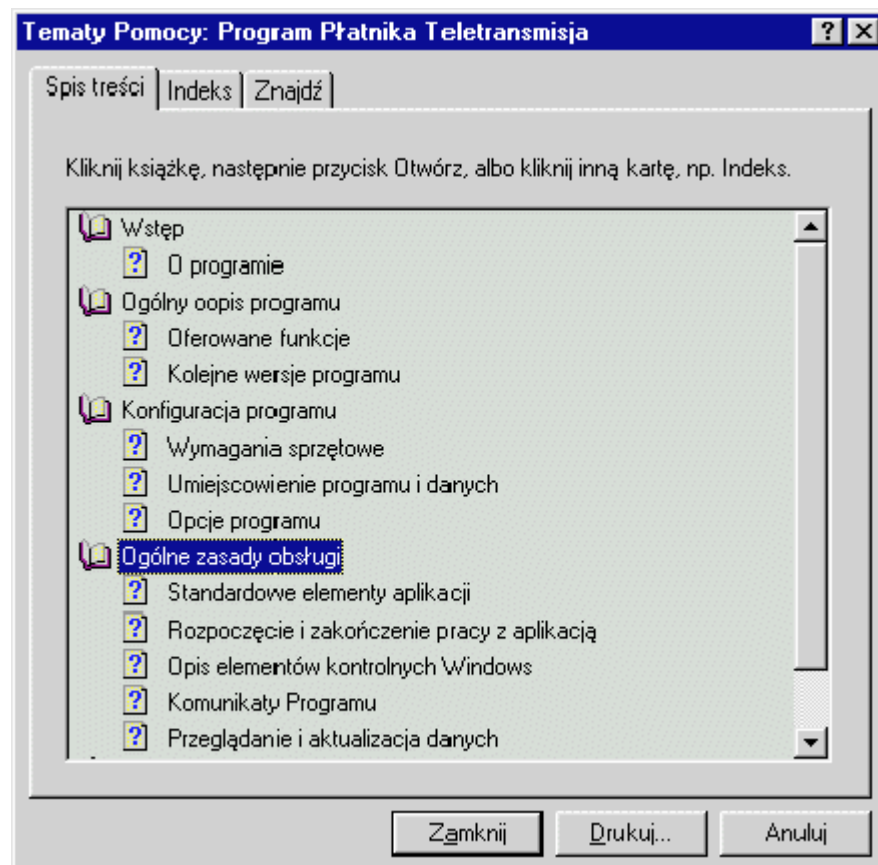 Tematy Pomocy: Program Płatnika Teletransmisja
Spis treści Indeks Znajdź
Kliknij książkę, następnie przycisk Otwórz, albo kliknij inną kartę, np. Indeks.
Wstęp
O programie
Ogólny oopis programu
Oferowane funkcje
Kolejne wersje programu
Konfiguracja programu
Wymagania sprzętowe
Umiejscowienie programu i danych
Opcje programu
Ogólne zasady obsługi
Standardowe elementy aplikacji
Rozpoczęcie i zakończenie pracy z aplikacją
Opis elementów kontrolnych Windows
Komunikaty Programu
Przeglądanie i aktualizacja danych
Zamknij Drukuj... Anuluj